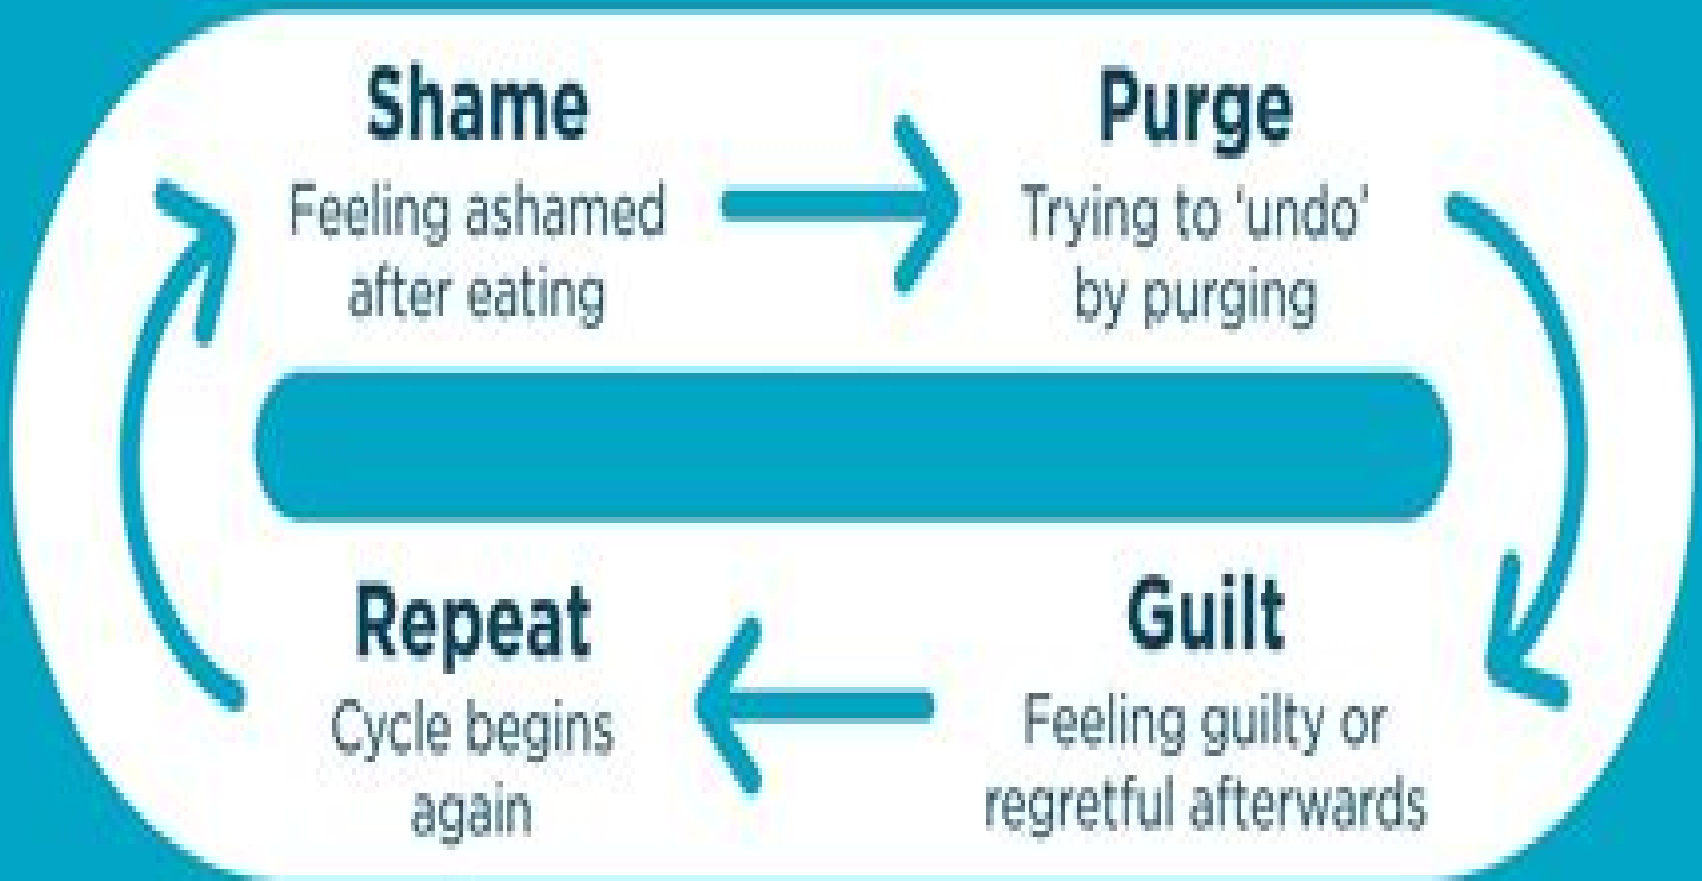 Shame
Feeling ashamed
after eating
Purge
Trying to ‘undo’
by purging
Guilt
Feeling guilty or
regretful afterwards
Repeat
Cycle begins
again